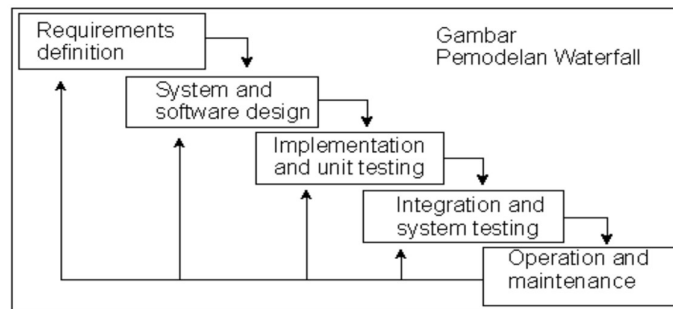 Requirements
definition
Gambar
Pemodelan Waterfall
System and
software design
Implementation
and unit testing
Integration and
system testing
Operation and
maintenance